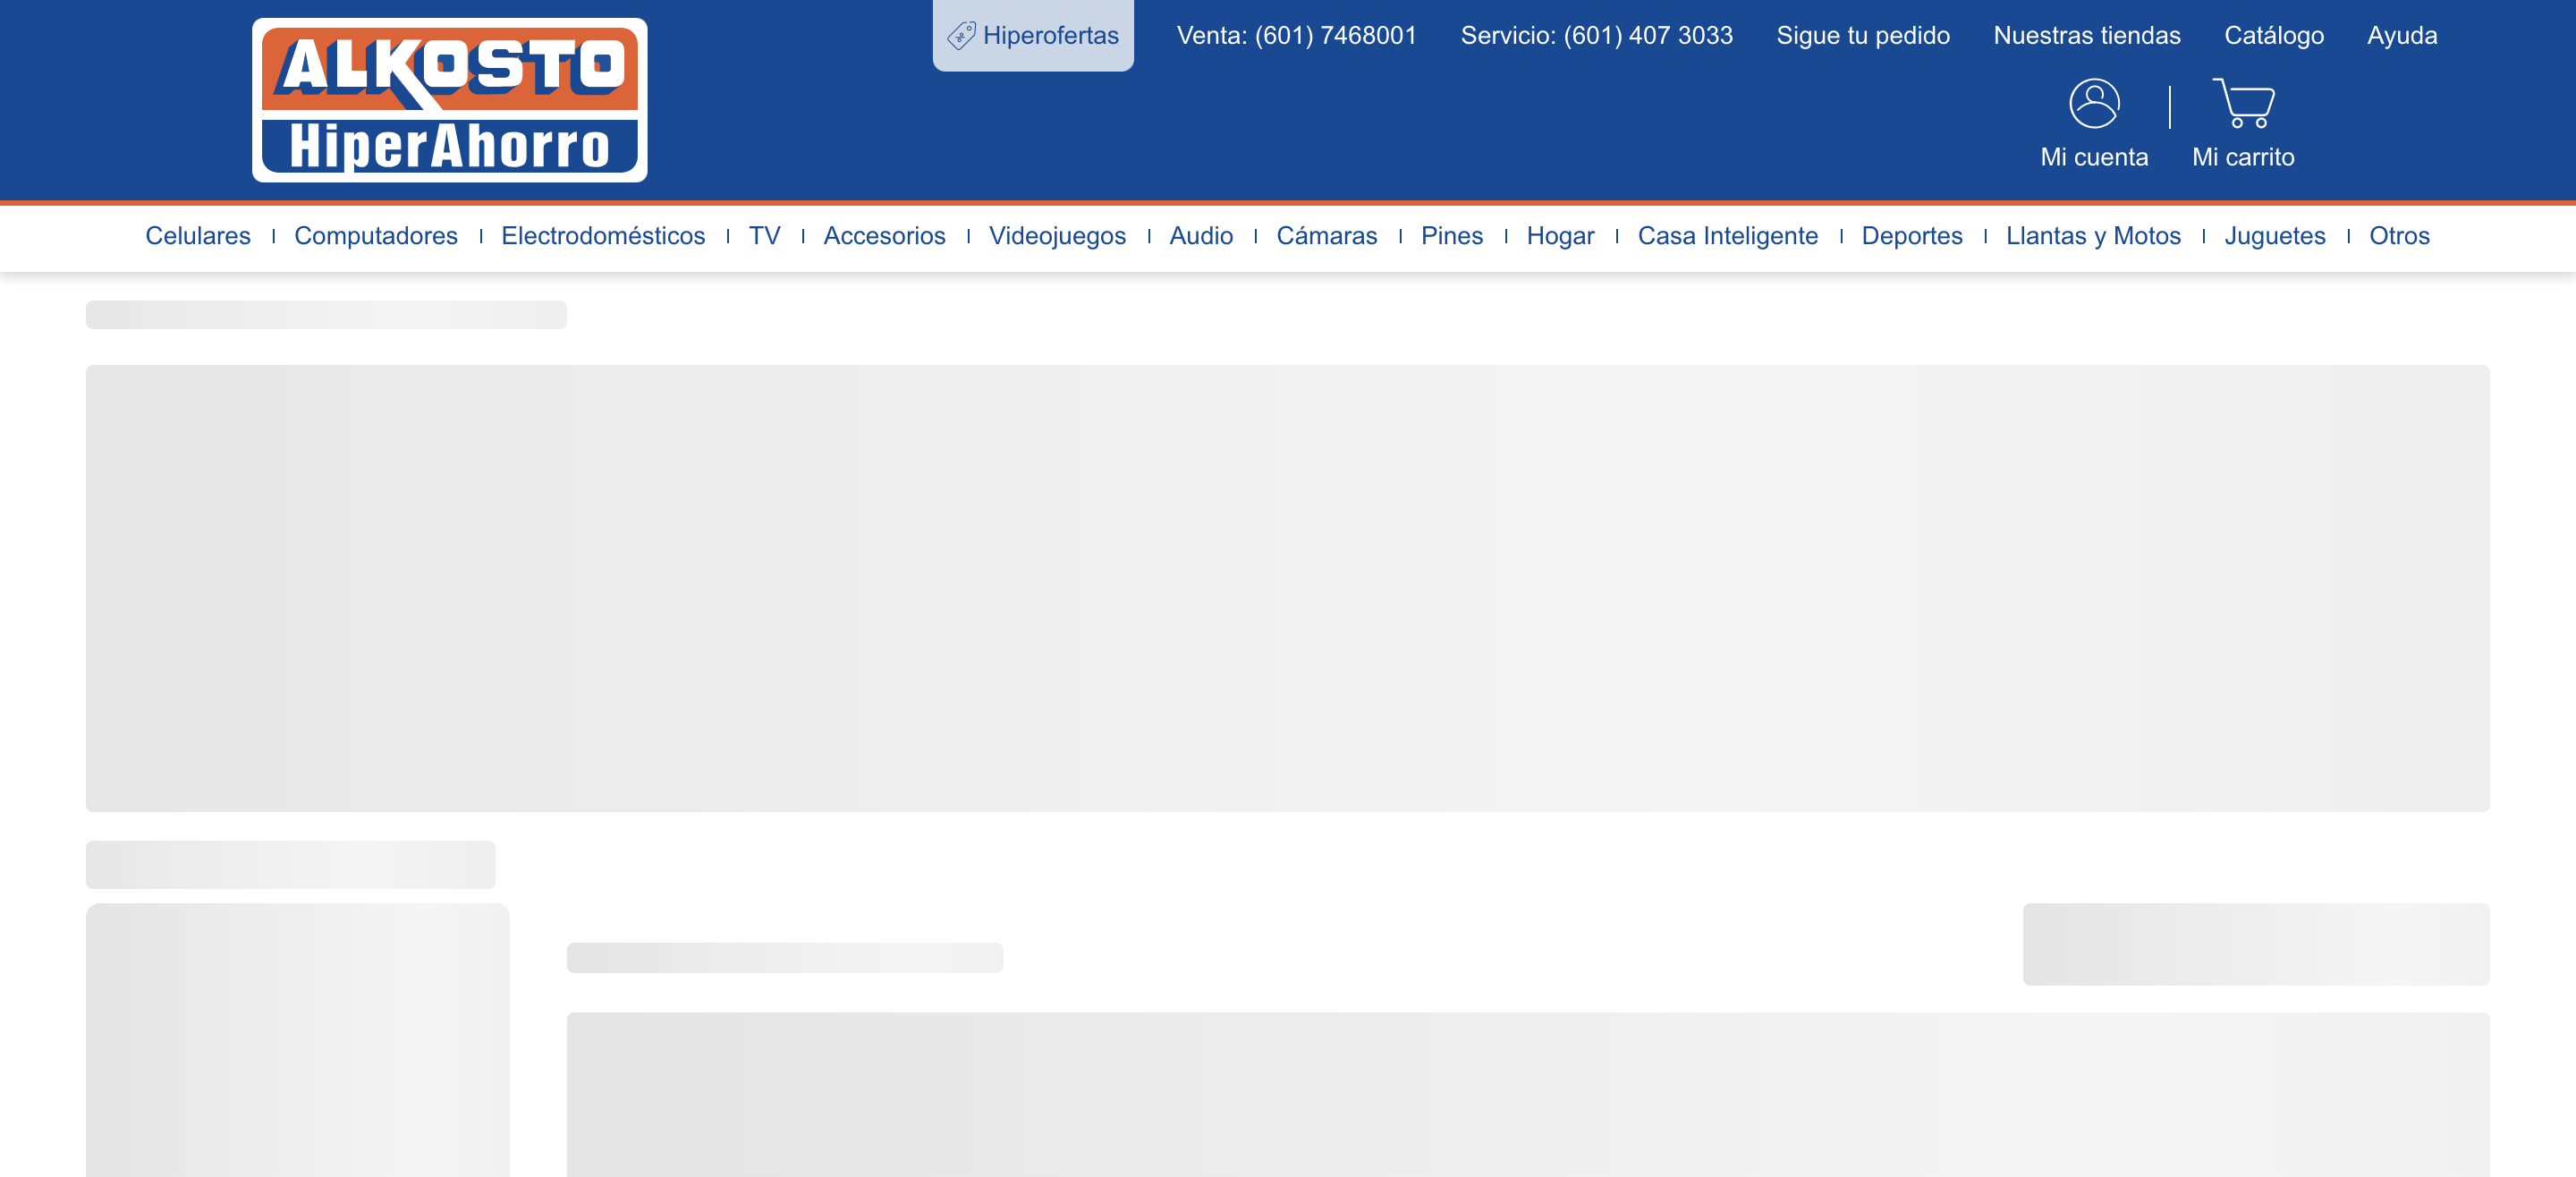 ALKOSTO
HiperAhorro
Hiperofertas Venta: (601) 7468001 Servicio: (601) 407 3033 Sigue tu pedido Nuestras tiendas Catálogo Ayuda
Mi cuenta Mi carrito
Celulares Computadores Electrodomésticos TV Accesorios Videojuegos Audio Cámaras Pines Hogar Casa Inteligente Deportes Llantas y Motos Juguetes Otros